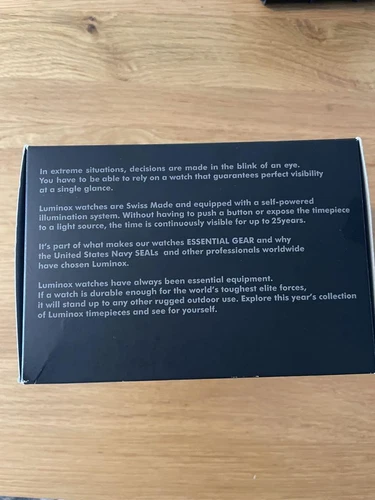 In extreme situations, decisions are made in the blink of an eye.
You have to be able to rely on a watch that guarantees perfect visibility
at a single glance.
Luminox watches are Swiss Made and equipped with a self-powered
illumination system. Without having to push a button or expose the timepiece
to a light source, the time is continuously visible for up to 25years.
It's part of what makes our watches ESSENTIAL GEAR and why
the United States Navy SEALs and other professionals worldwide
have chosen Luminox.
Luminox watches have always been essential equipment.
If a watch is durable enough for the world's toughest elite forces,
it will stand up to any other rugged outdoor use. Explore this year's collection
of Luminox timepieces and see for yourself.